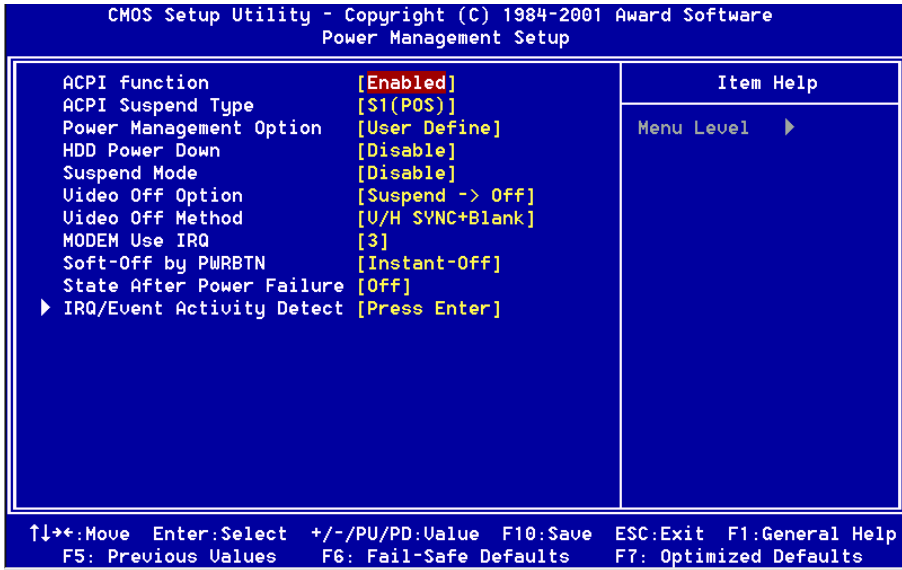 CMOS Setup Utility - Copyright (C) 1984-2001 Award Software
Power Management Setup
ACPI function [Enabled]
ACPI Suspend Type [S1(POS)]
Power Management Option [User Define]
HDD Power Down [Disable]
Suspend Mode [Disable]
Video Off Option [Suspend -> Off]
Video Off Method [V/H SYNC+Blank]
MODEM Use IRQ [3]
Soft-Off by PWRBTN [Instant-Off]
State After Power Failure [Off]
▶ IRQ/Event Activity Detect [Press Enter]
Item Help
Menu Level ▶
↑↓→←:Move Enter:Select +/-/PU/PD:Value F10:Save ESC:Exit F1:General Help
F5: Previous Values F6: Fail-Safe Defaults F7: Optimized Defaults